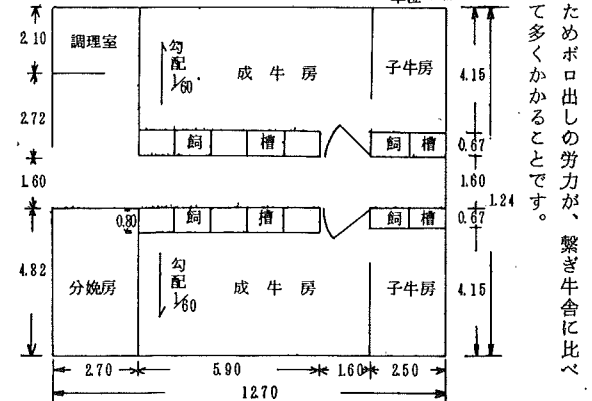 ためボロ出しの労力が、繋ぎ牛舎に比べ
て多くかかることです。
調理室
勾配 1/60
成牛房
子牛房
飼槽
飼槽
2.10
2.72
1.60
4.82
4.15
0.67
1.60
0.67
4.15
1.24
0.80
飼槽
飼槽
分娩房
勾配 1/60
成牛房
子牛房
2.70
5.90
1.60
2.50
12.70